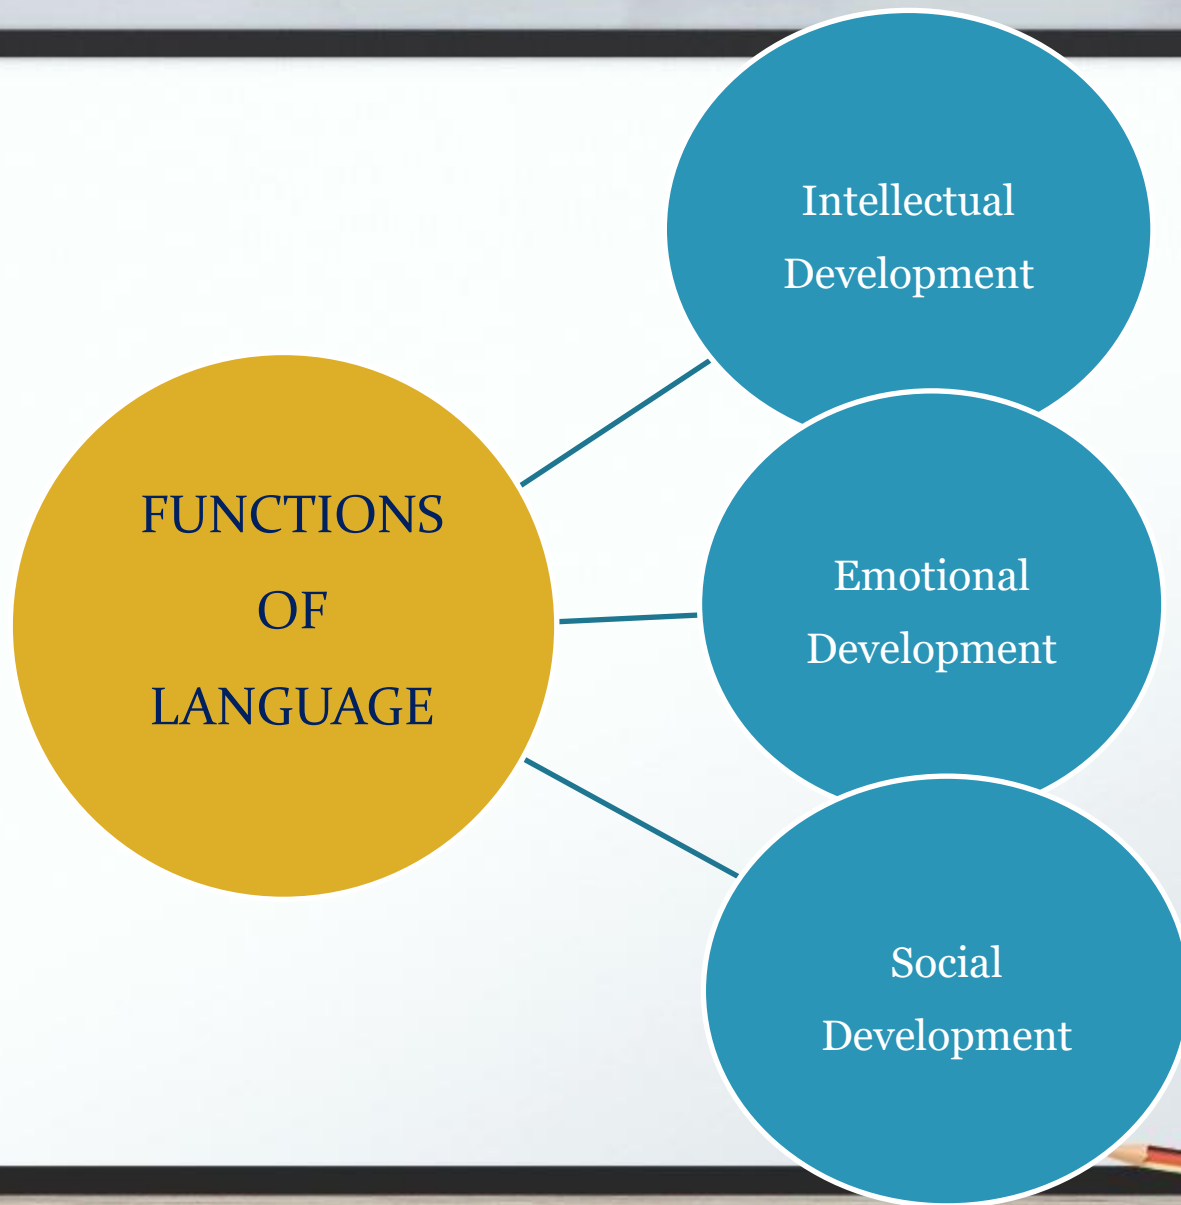 FUNCTIONS
OF
LANGUAGE
Intellectual
Development
Emotional
Development
Social
Development